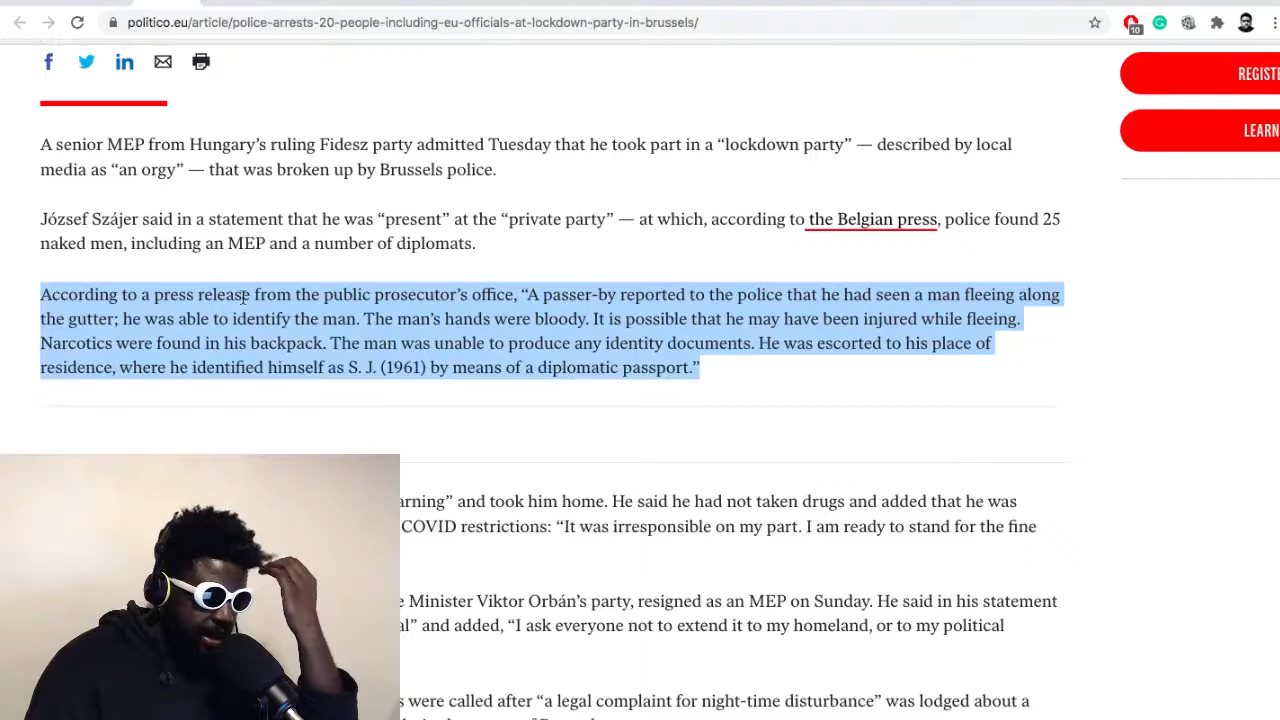 politico.eu/article/police-arrests-20-people-including-eu-officials-at-lockdown-party-in-brussels/
10
REGISTE
LEARN
A senior MEP from Hungary’s ruling Fidesz party admitted Tuesday that he took part in a “lockdown party” — described by local
media as “an orgy” — that was broken up by Brussels police.
József Szájer said in a statement that he was “present” at the “private party” — at which, according to the Belgian press, police found 25
naked men, including an MEP and a number of diplomats.
According to a press release from the public prosecutor’s office, “A passer-by reported to the police that he had seen a man fleeing along
the gutter; he was able to identify the man. The man’s hands were bloody. It is possible that he may have been injured while fleeing.
Narcotics were found in his backpack. The man was unable to produce any identity documents. He was escorted to his place of
residence, where he identified himself as S. J. (1961) by means of a diplomatic passport.”
arning” and took him home. He said he had not taken drugs and added that he was
COVID restrictions: “It was irresponsible on my part. I am ready to stand for the fine
e Minister Viktor Orbán’s party, resigned as an MEP on Sunday. He said in his statement
al” and added, “I ask everyone not to extend it to my homeland, or to my political
s were called after “a legal complaint for night-time disturbance” was lodged about a